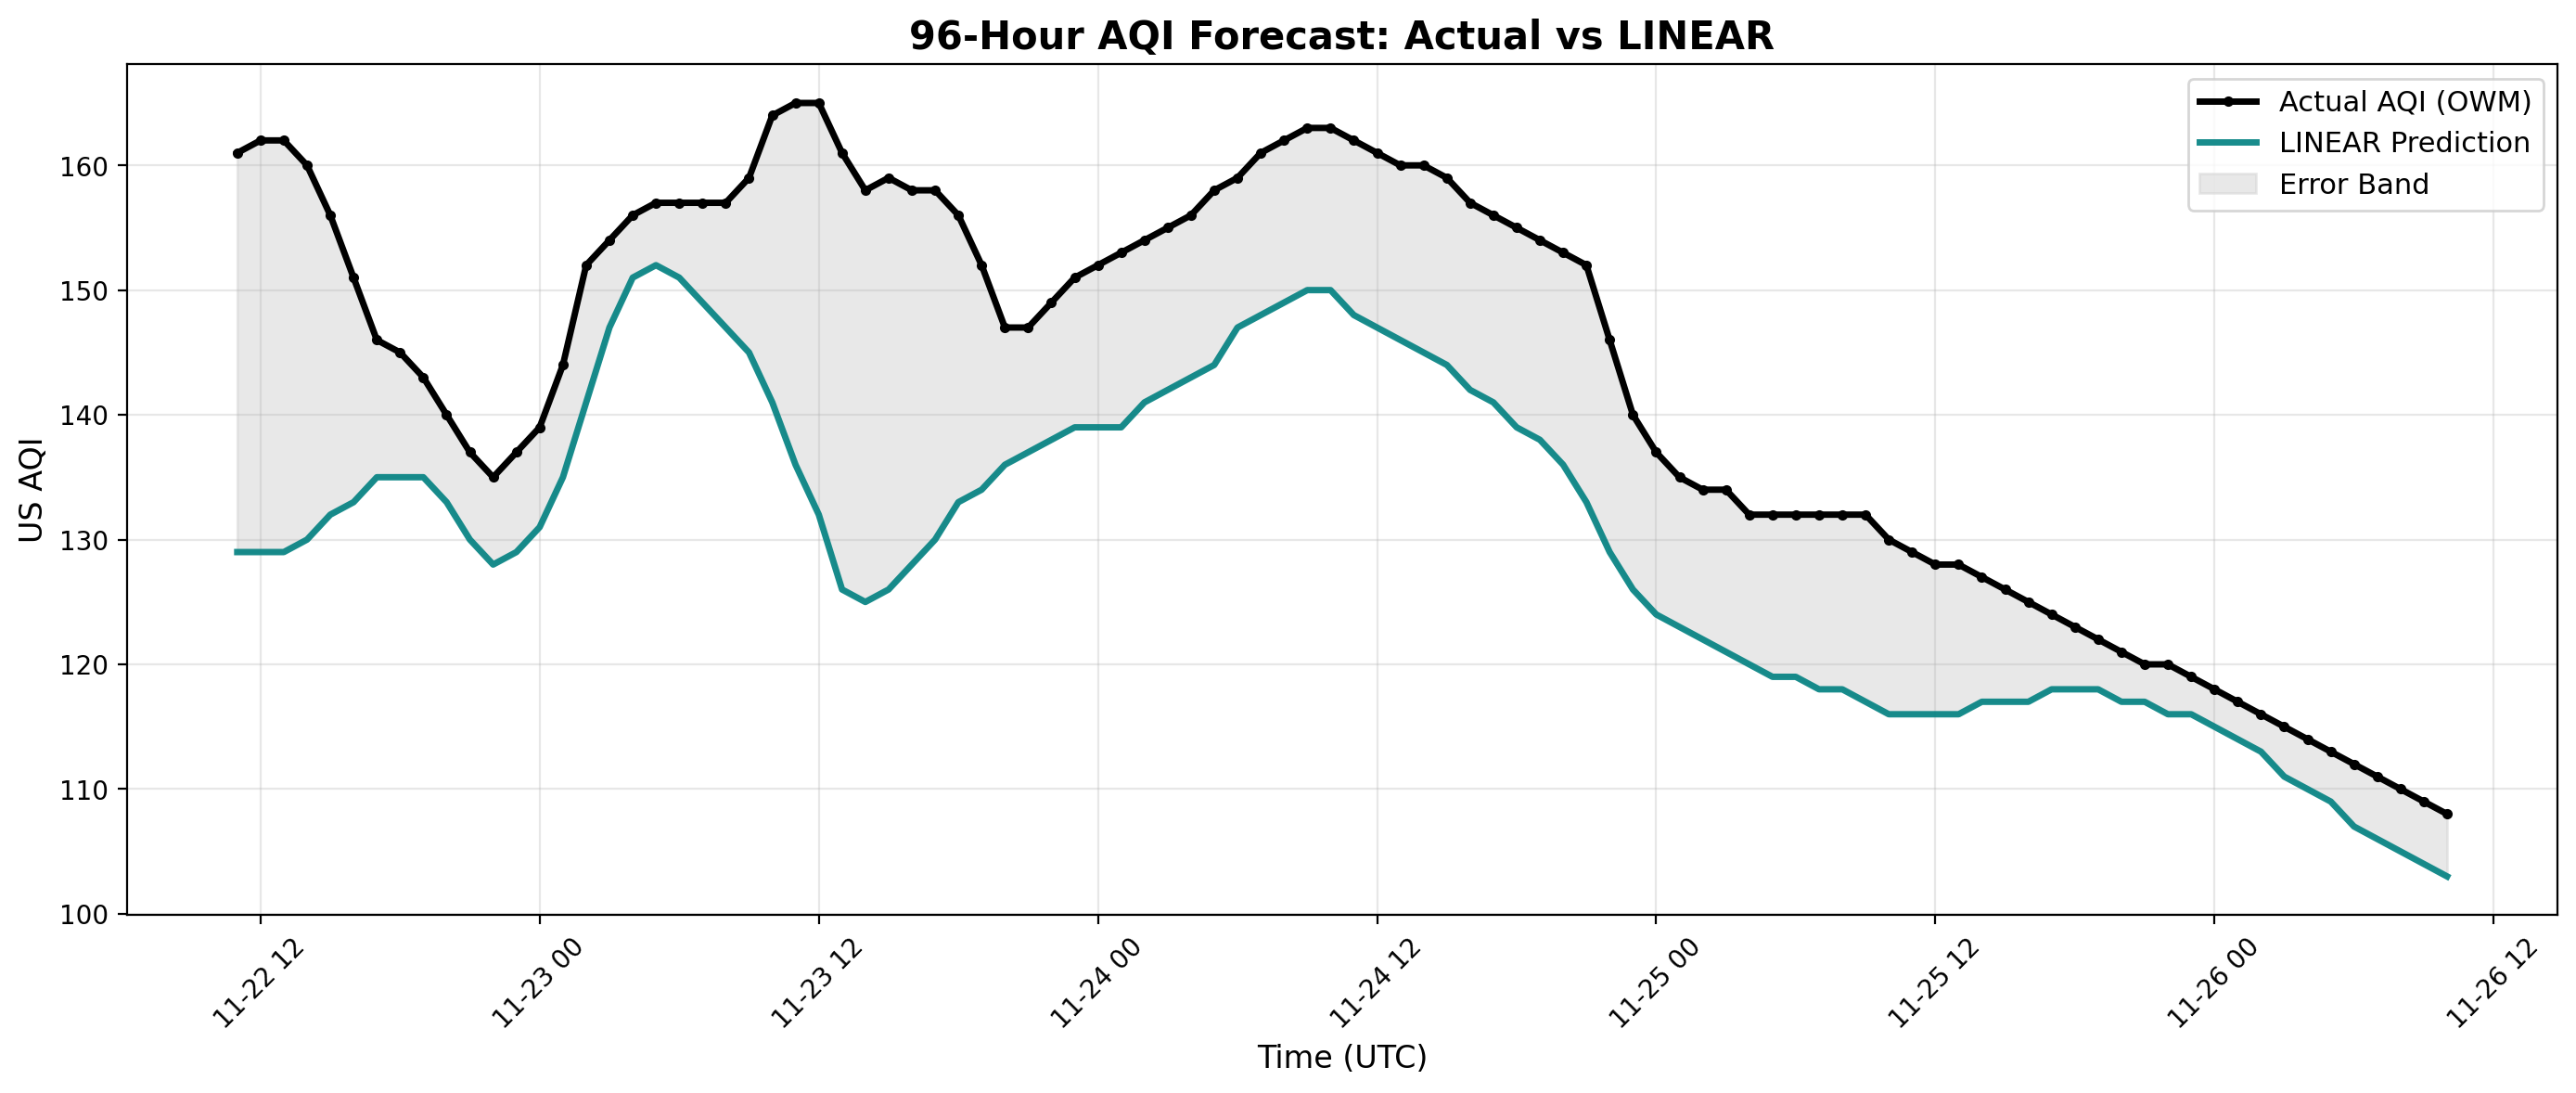 96-Hour AQI Forecast: Actual vs LINEAR
Actual AQI (OWM)
LINEAR Prediction
Error Band
US AQI
160
150
140
130
120
110
100
11-22 12
11-23 00
11-23 12
11-24 00
11-24 12
11-25 00
11-25 12
11-26 00
11-26 12
Time (UTC)